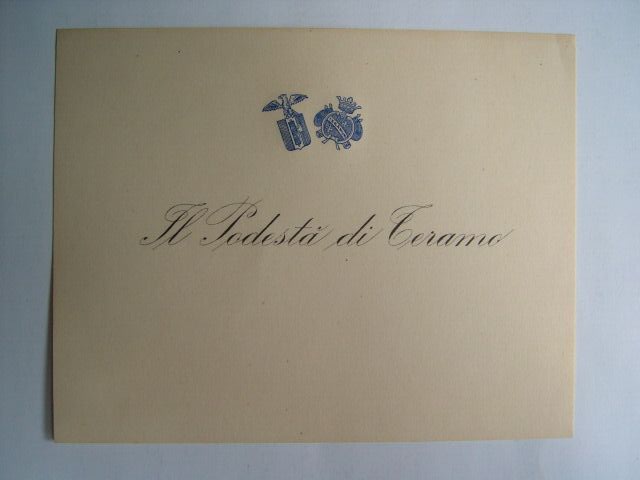 Il Podestà di Teramo